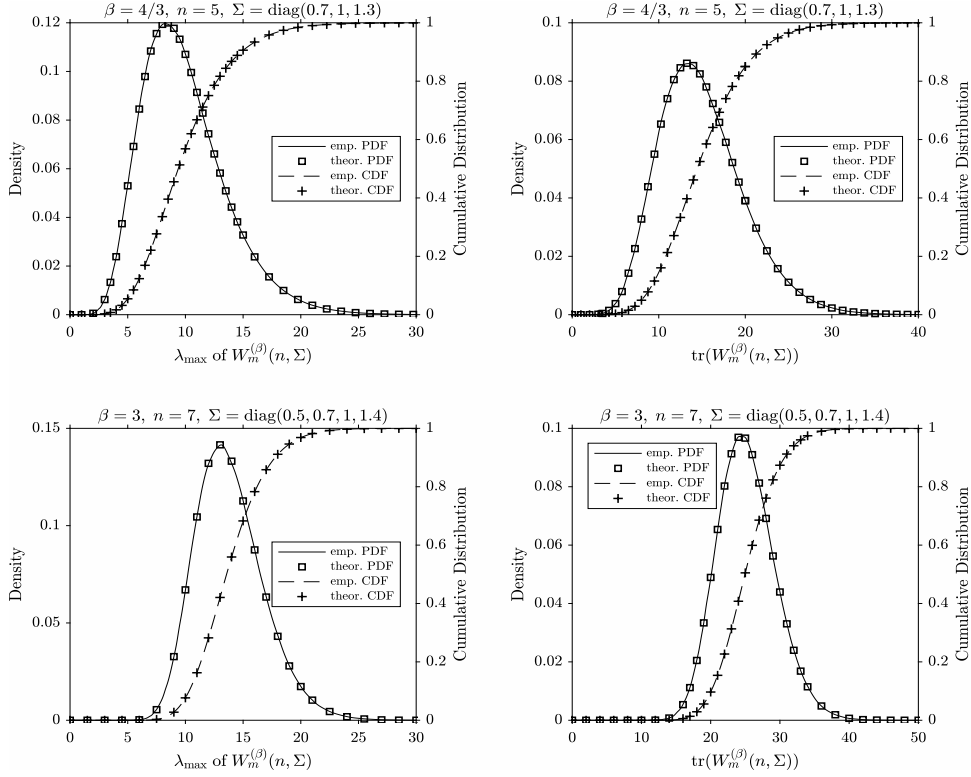 β = 4/3, n = 5, Σ = diag(0.7, 1, 1.3)
0.12
0.1
0.12
0.08
0.04
0.02
0
1
0.8
0.6
0.4
0.2
0
0 5 10 15 20 25 30
Density
Cumulative Distribution
emp. PDF
theor. PDF
emp. CDF
theor. CDF
λmax of Wm(β)(n, Σ)
β = 4/3, n = 5, Σ = diag(0.7, 1, 1.3)
0.1
0.08
0.06
0.04
0.02
0
1
0.8
0.6
0.4
0.2
0
0 10 20 30 40
Density
Cumulative Distribution
emp. PDF
theor. PDF
emp. CDF
theor. CDF
tr(Wm(β)(n, Σ))
β = 3, n = 7, Σ = diag(0.5, 0.7, 1, 1.4)
0.15
0.1
0.05
0
1
0.8
0.6
0.4
0.2
0
0 5 10 15 20 25 30
Density
Cumulative Distribution
emp. PDF
theor. PDF
emp. CDF
theor. CDF
λmax of Wm(β)(n, Σ)
β = 3, n = 7, Σ = diag(0.5, 0.7, 1, 1.4)
0.1
0.08
0.06
0.04
0.02
0
1
0.8
0.6
0.4
0.2
0
0 10 20 30 40 50
Density
Cumulative Distribution
emp. PDF
theor. PDF
emp. CDF
theor. CDF
tr(Wm(β)(n, Σ))